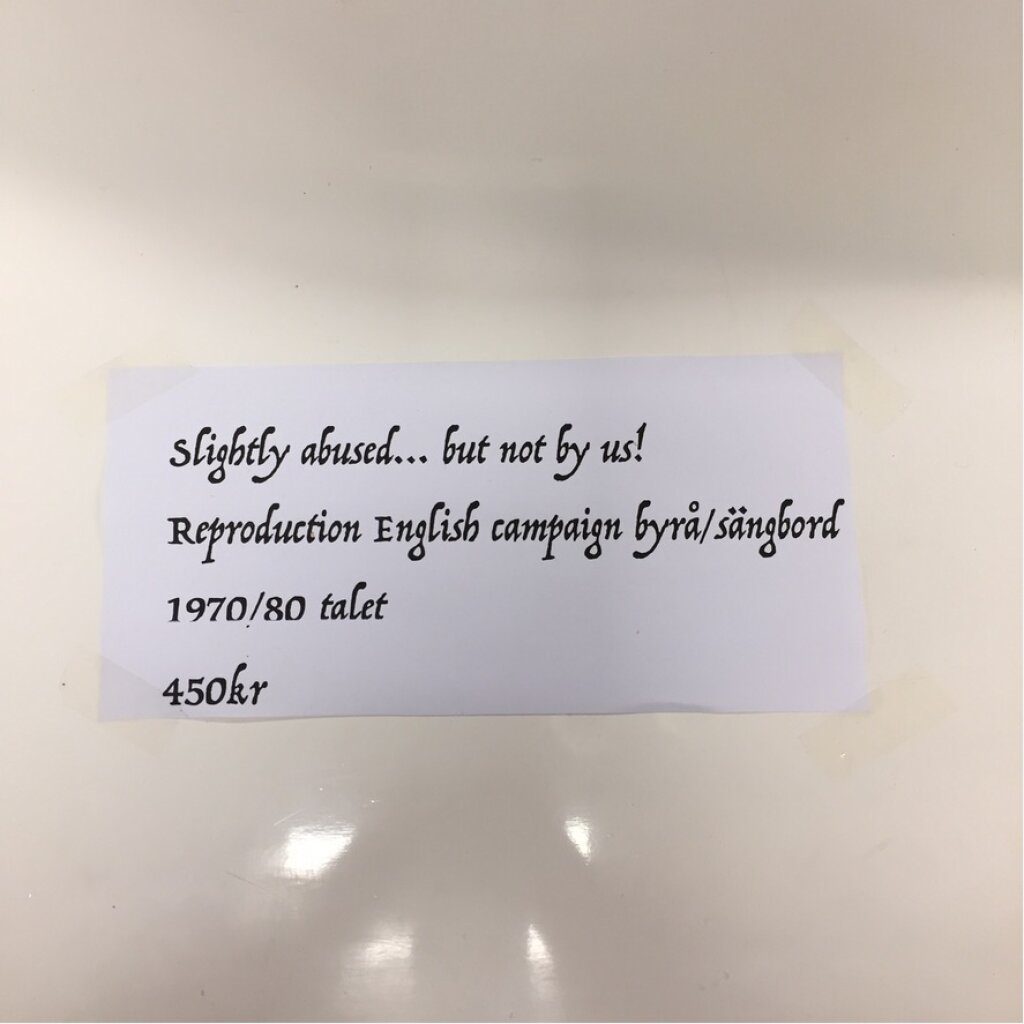 Slightly abused... but not by us!
Reproduction English campaign byrå/sängbord
1970/80 talet
450kr